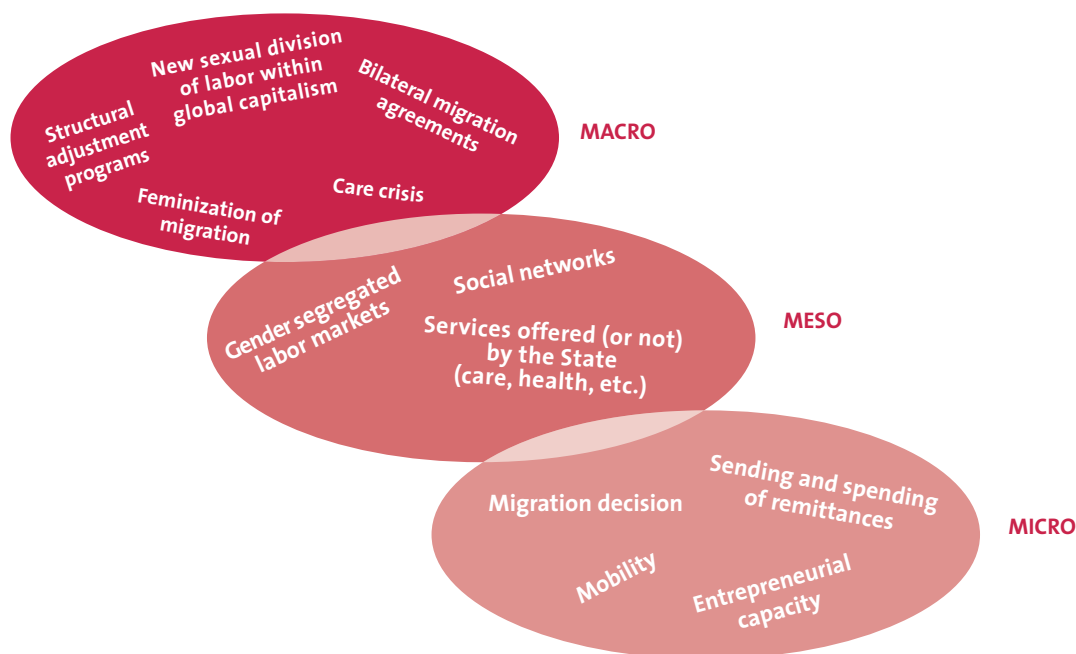 New sexual division
of labor within
global capitalism
Bilateral migration
agreements
Structural
adjustment
programs
Feminization of
migration
Care crisis
MACRO
Gender segregated
labor markets
Social networks
Services offered (or not)
by the State
(care, health, etc.)
MESO
Migration decision
Sending and spending
of remittances
Mobility
Entrepreneurial
capacity
MICRO